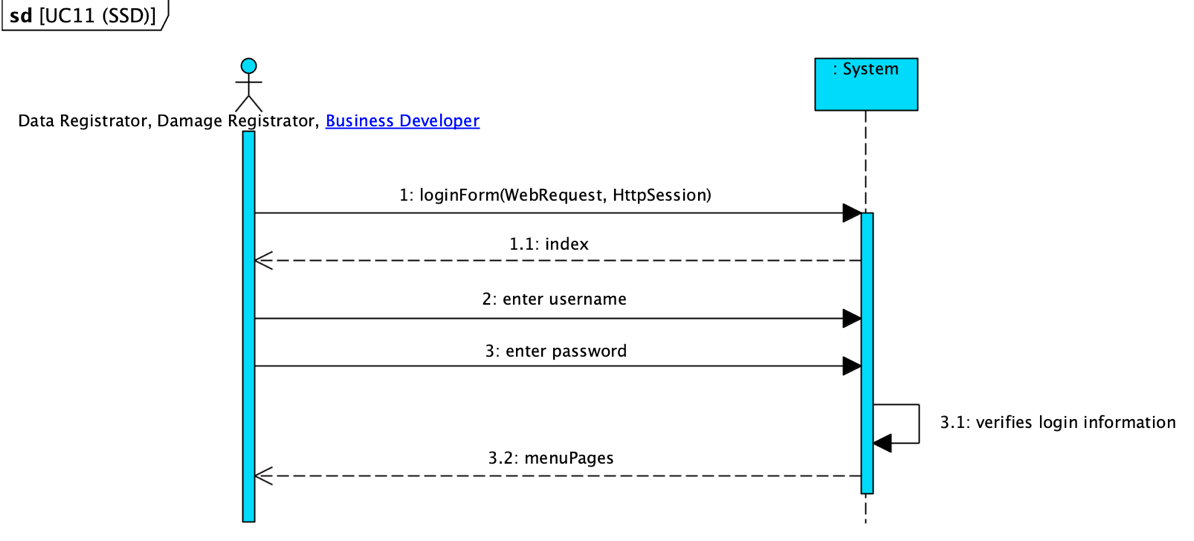 sd [UC11 (SSD)]
: System
Data Registrator, Damage Registrator, Business Developer
1: loginForm(WebRequest, HttpSession)
1.1: index
2: enter username
3: enter password
3.1: verifies login information
3.2: menuPages